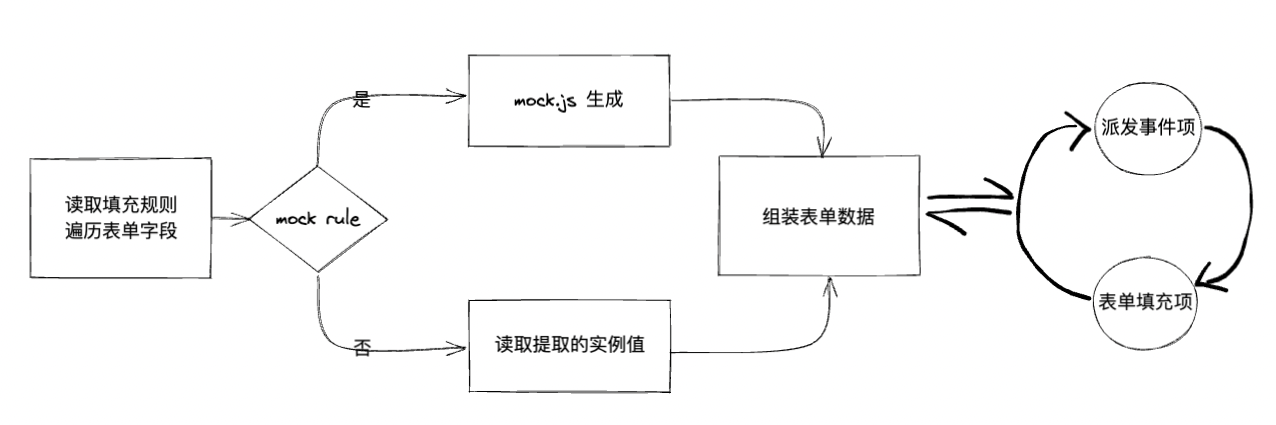 读取填充规则
遍历表单字段
mock rule
是
mock.js 生成
否
读取提取的实例值
组装表单数据
派发事件项
表单填充项